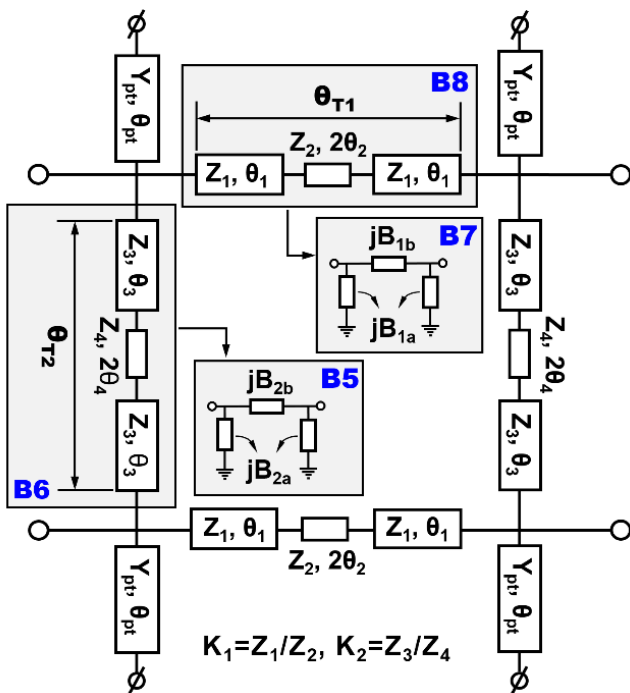 Y_pt, θ_pt
B8
θ_T1
Z_2, 2θ_2
Z_1, θ_1
Z_1, θ_1
Y_pt, θ_pt
Z_3, θ_3
θ_T2
Z_4, 2θ_4
Z_3, θ_3
B6
jB_1b
B7
jB_1a
jB_2b
B5
jB_2a
Z_3, θ_3
Z_4, 2θ_4
Z_3, θ_3
Z_1, θ_1
Z_1, θ_1
Z_2, 2θ_2
Y_pt, θ_pt
Y_pt, θ_pt
K_1=Z_1/Z_2, K_2=Z_3/Z_4